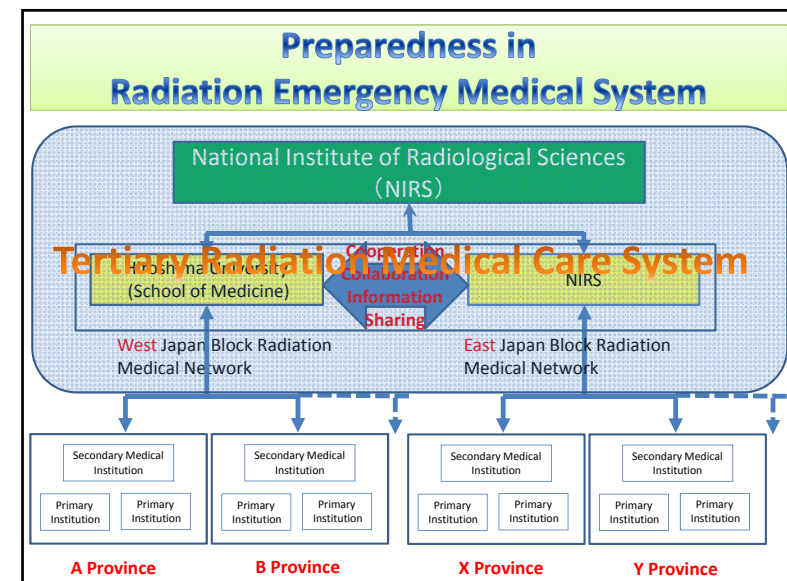 Preparedness in
Radiation Emergency Medical System
National Institute of Radiological Sciences
（NIRS）
Tertiary Radiation Medical Care System
Hiroshima University
(School of Medicine)
Cooperation
Collaboration
Information
Sharing
NIRS
West Japan Block Radiation
Medical Network
East Japan Block Radiation
Medical Network
Secondary Medical
Institution
Primary
Institution
Primary
Institution
A Province
Secondary Medical
Institution
Primary
Institution
Primary
Institution
B Province
Secondary Medical
Institution
Primary
Institution
Primary
Institution
X Province
Secondary Medical
Institution
Primary
Institution
Primary
Institution
Y Province